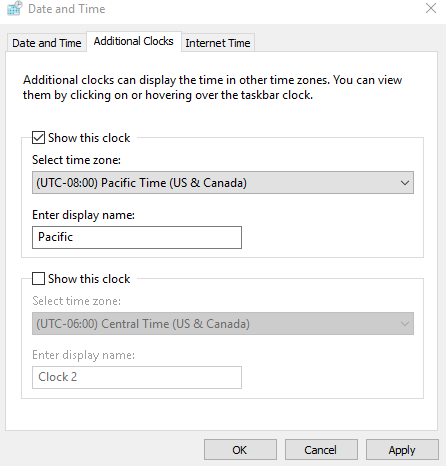 Date and Time
Date and Time Additional Clocks Internet Time
Additional clocks can display the time in other time zones. You can view
them by clicking on or hovering over the taskbar clock.
Show this clock
Select time zone:
(UTC-08:00) Pacific Time (US & Canada)
Enter display name:
Pacific
Show this clock
Select time zone:
(UTC-06:00) Central Time (US & Canada)
Enter display name:
Clock 2
OK Cancel Apply